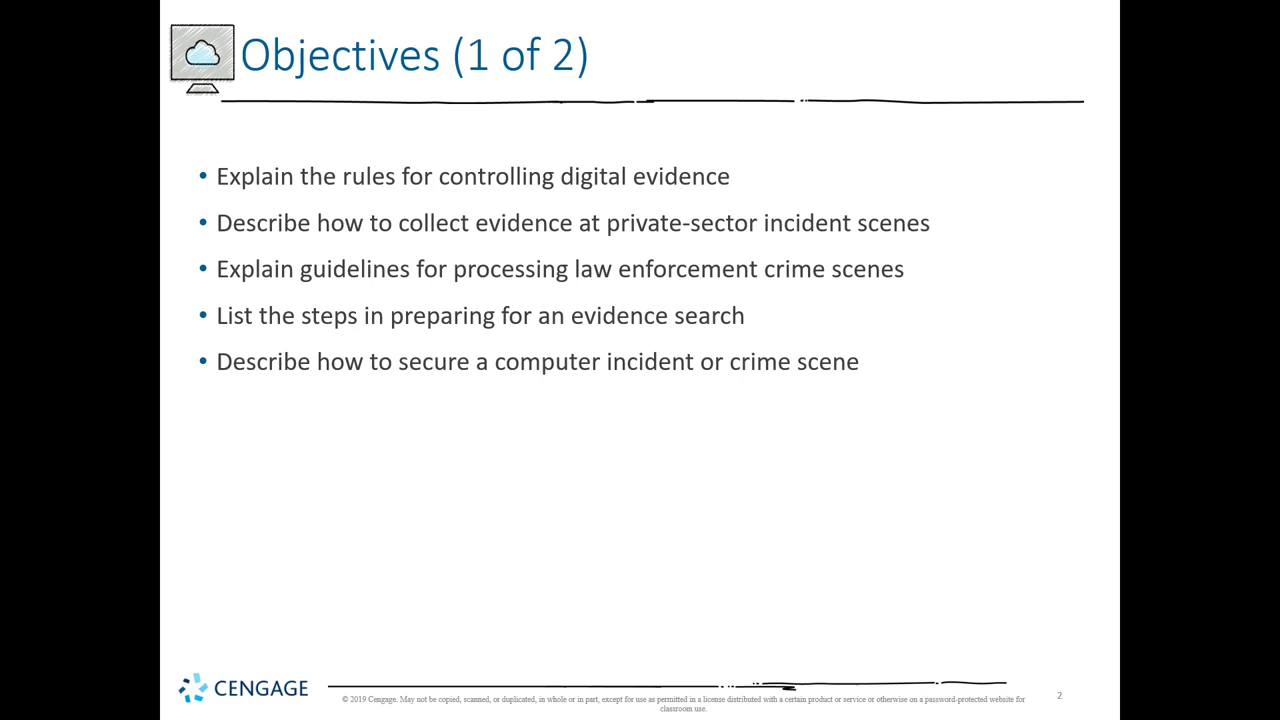 Objectives (1 of 2)
• Explain the rules for controlling digital evidence
• Describe how to collect evidence at private-sector incident scenes
• Explain guidelines for processing law enforcement crime scenes
• List the steps in preparing for an evidence search
• Describe how to secure a computer incident or crime scene
CENGAGE
© 2019 Cengage. May not be copied, scanned, or duplicated, in whole or in part, except for use as permitted in a license distributed with a certain product or service or otherwise on a password-protected website for
classroom use.
2